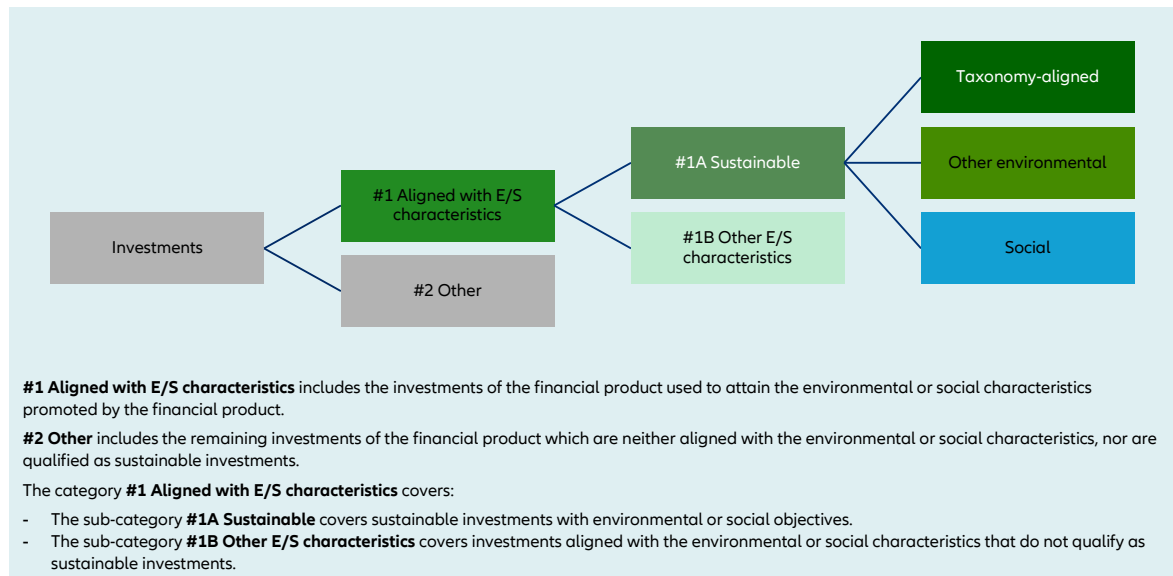 Taxonomy-aligned
#1A Sustainable
Other environmental
#1 Aligned with E/S
characteristics
Investments
#1B Other E/S
characteristics
Social
#2 Other
#1 Aligned with E/S characteristics includes the investments of the financial product used to attain the environmental or social characteristics
promoted by the financial product.
#2 Other includes the remaining investments of the financial product which are neither aligned with the environmental or social characteristics, nor are
qualified as sustainable investments.
The category #1 Aligned with E/S characteristics covers:
- The sub-category #1A Sustainable covers sustainable investments with environmental or social objectives.
- The sub-category #1B Other E/S characteristics covers investments aligned with the environmental or social characteristics that do not qualify as
sustainable investments.